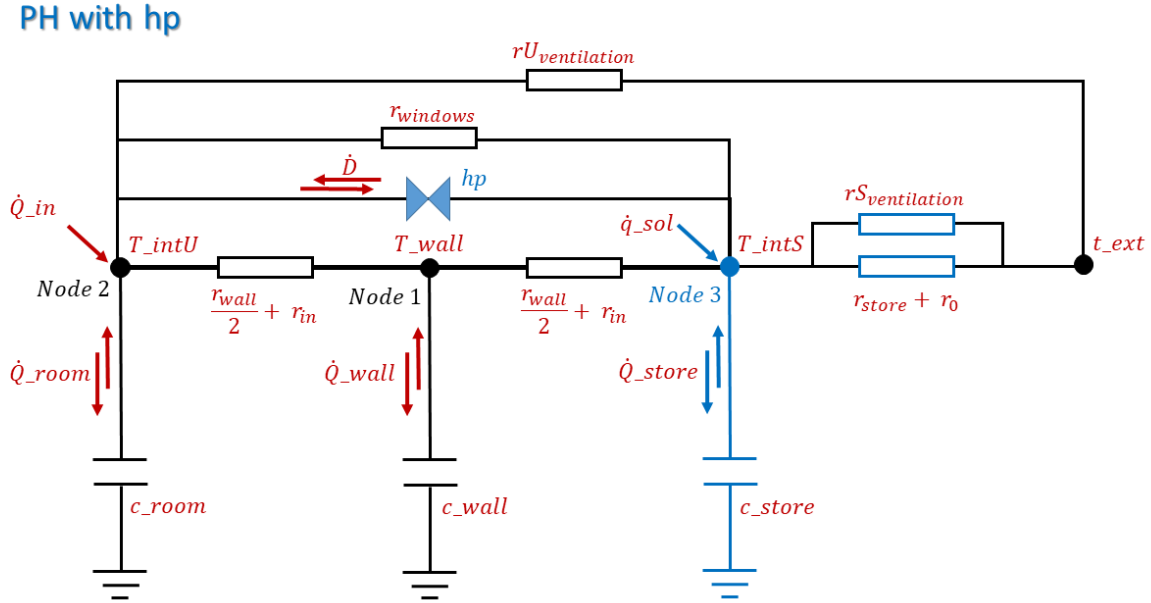 PH with hp
rU_ventilation
r_windows
Ḋ
hp
rS_ventilation
Q̇_in
q̇_sol
T_intU
T_wall
T_intS
t_ext
Node 2
Node 1
Node 3
r_wall/2 + r_in
r_wall/2 + r_in
r_store + r_0
Q̇_room
Q̇_wall
Q̇_store
c_room
c_wall
c_store